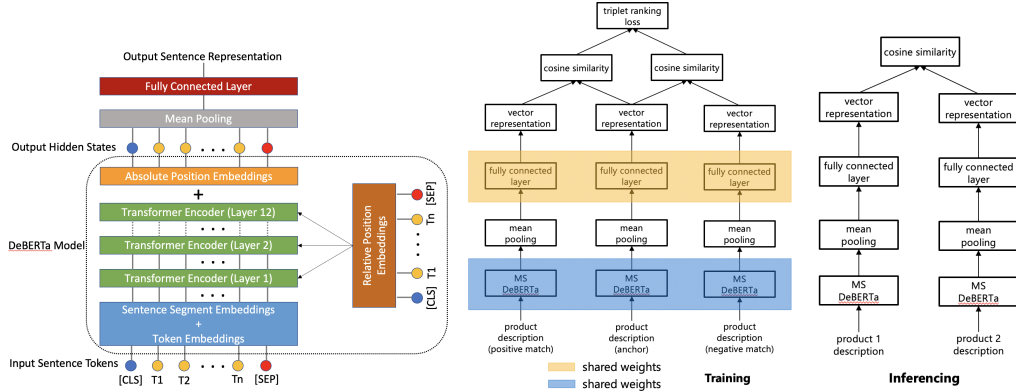 Output Sentence Representation
Fully Connected Layer
Mean Pooling
Output Hidden States
Absolute Position Embeddings
+
Transformer Encoder (Layer 12)
DeBERTa Model
Transformer Encoder (Layer 2)
Transformer Encoder (Layer 1)
Sentence Segment Embeddings
+
Token Embeddings
Input Sentence Tokens
[CLS] T1 T2 Tn [SEP]
Relative Position
Embeddings
[SEP]
Tn
T1
[CLS]
triplet ranking
loss
cosine similarity
cosine similarity
vector
representation
vector
representation
vector
representation
fully connected
layer
fully connected
layer
fully connected
layer
mean
pooling
mean
pooling
mean
pooling
MS
DeBERTa
MS
DeBERTa
MS
DeBERTa
product
description
(positive match)
product
description
(anchor)
product
description
(negative match)
shared weights
shared weights
Training
cosine similarity
vector
representation
vector
representation
fully connected
layer
fully connected
layer
mean
pooling
mean
pooling
MS
DeBERTa
MS
DeBERTa
product 1
description
product 2
description
Inferencing